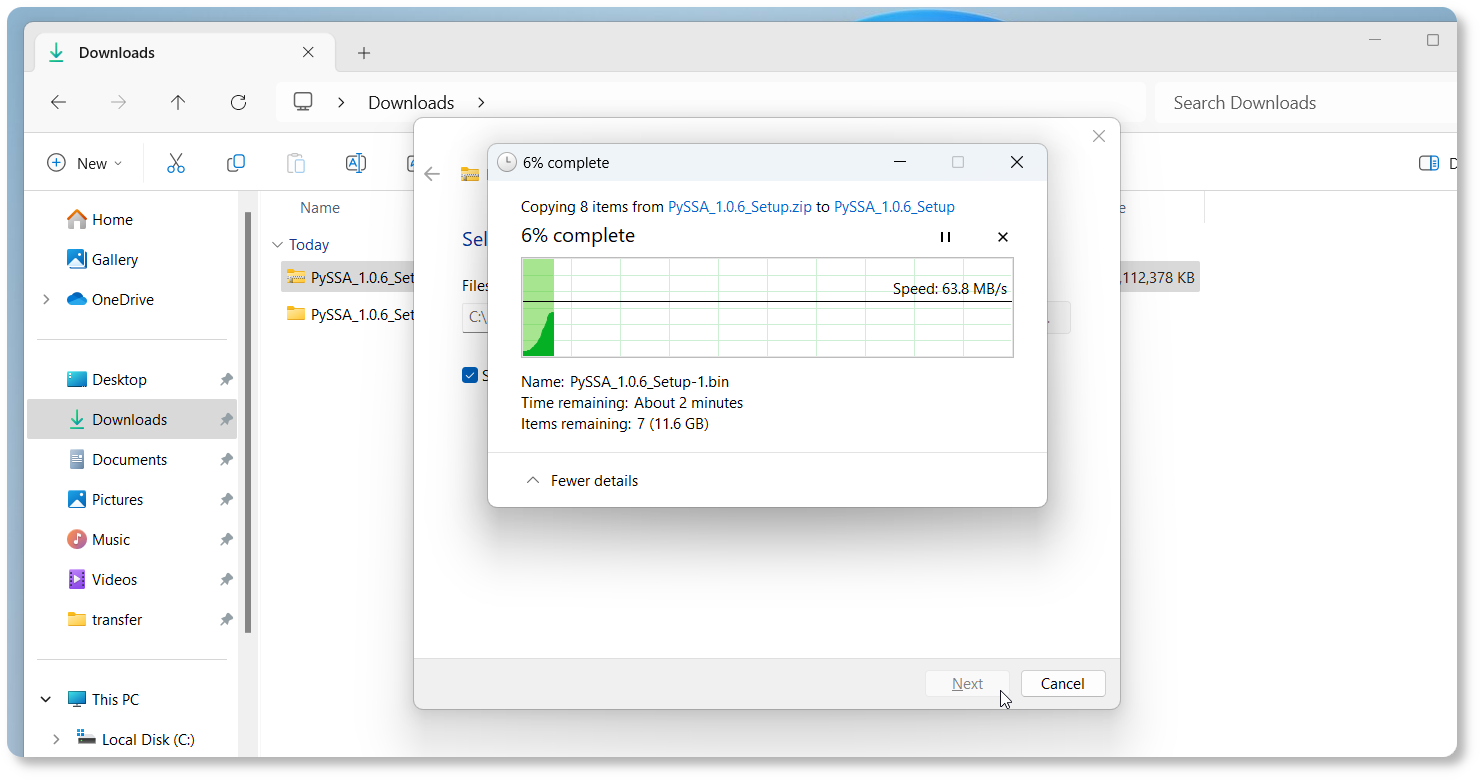 Downloads
Downloads
Search Downloads
New
Name
Home
Gallery
OneDrive
Desktop
Downloads
Documents
Pictures
Music
Videos
transfer
This PC
Local Disk (C:)
Today
PySSA_1.0.6_Set
,112,378 KB
PySSA_1.0.6_Set
Sel
Files
C:\
6% complete
Copying 8 items from PySSA_1.0.6_Setup.zip to PySSA_1.0.6_Setup
6% complete
Speed: 63.8 MB/s
Name: PySSA_1.0.6_Setup-1.bin
Time remaining: About 2 minutes
Items remaining: 7 (11.6 GB)
Fewer details
Next
Cancel